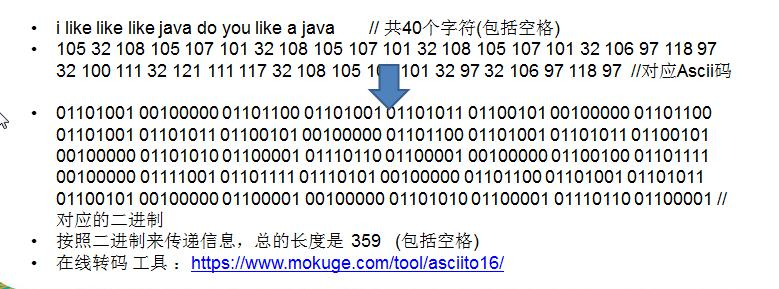 • i like like like java do you like a java // 共40个字符(包括空格)
• 105 32 108 105 107 101 32 108 105 107 101 32 108 105 107 101 32 106 97 118 97
32 100 111 32 121 111 117 32 108 105 101 32 97 32 106 97 118 97 //对应Ascii码
• 01101001 00100000 01101100 01101001 01101011 01100101 00100000 01101100
01101001 01101011 01100101 00100000 01101100 01101001 01101011 01100101
00100000 01101010 01100001 01110110 01100001 00100000 01100100 01101111
00100000 01111001 01101111 01110101 00100000 01101100 01101001 01101011
01100101 00100000 01100001 00100000 01101010 01100001 01110110 01100001 //
对应的二进制
• 按照二进制来传递信息，总的长度是 359 (包括空格)
• 在线转码 工具 ：https://www.mokuge.com/tool/asciito16/